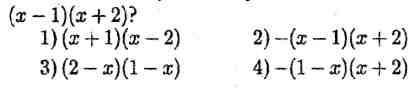 (x − 1)(x + 2)?
1) (x + 1)(x − 2) 2) −(x − 1)(x + 2)
3) (2 − x)(1 − x) 4) −(1 − x)(x + 2)